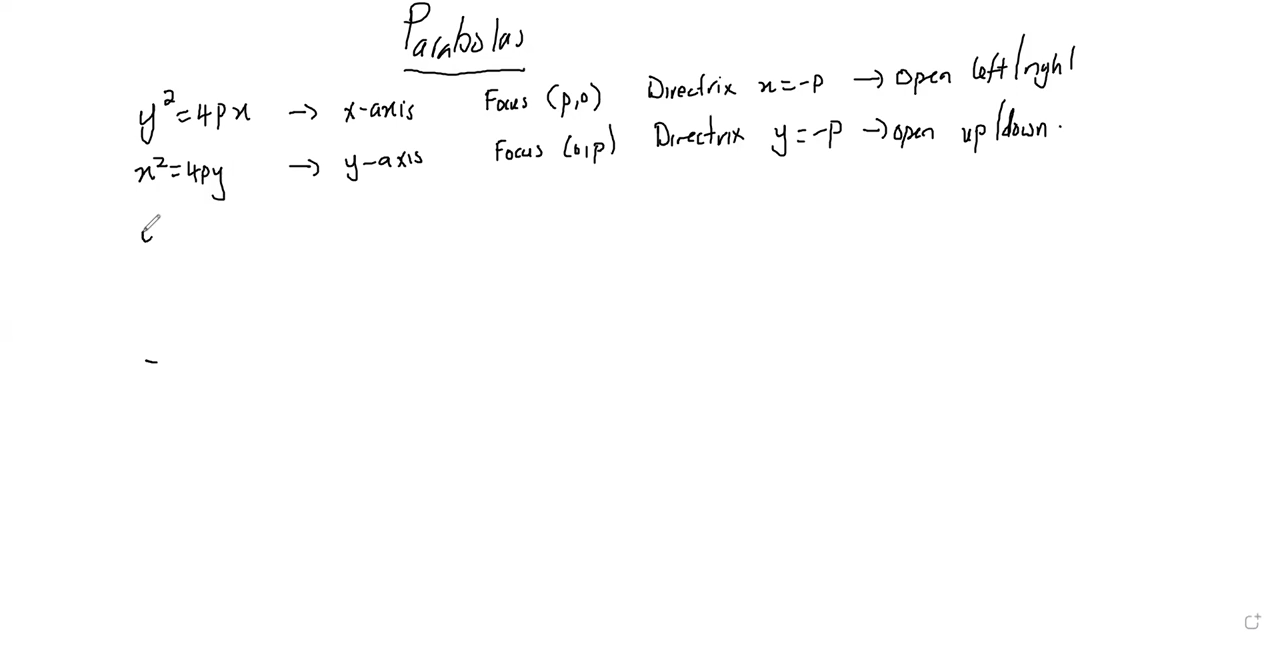 Parabolas
y² = 4px → x-axis Focus (p,0) Directrix x = -p → Open left/right
x² = 4py → y-axis Focus (0,p) Directrix y = -p → open up/down.
(
-